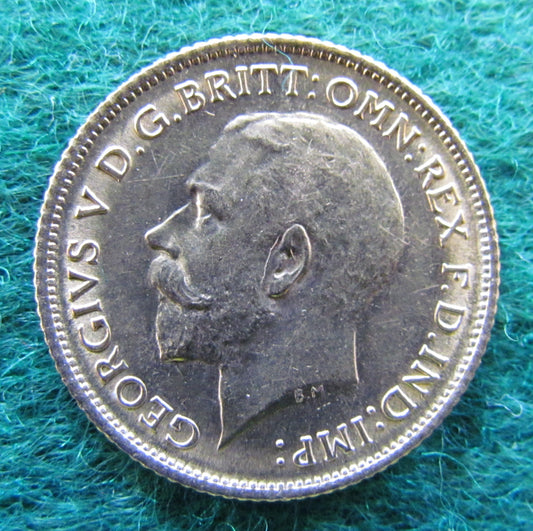 GEORGIVS V D.G.BRITT: OMN:REX F.D.IND:IMP:
B.M